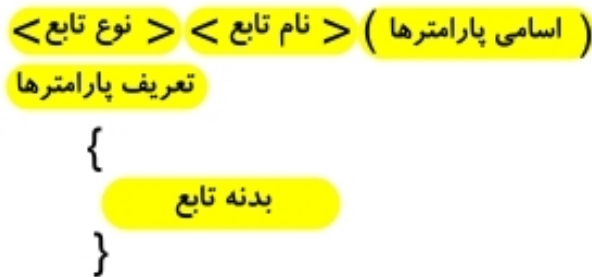 < نوع تابع > < نام تابع > ( اسامی پارامترها )
تعریف پارامترها
{
بدنه تابع
}